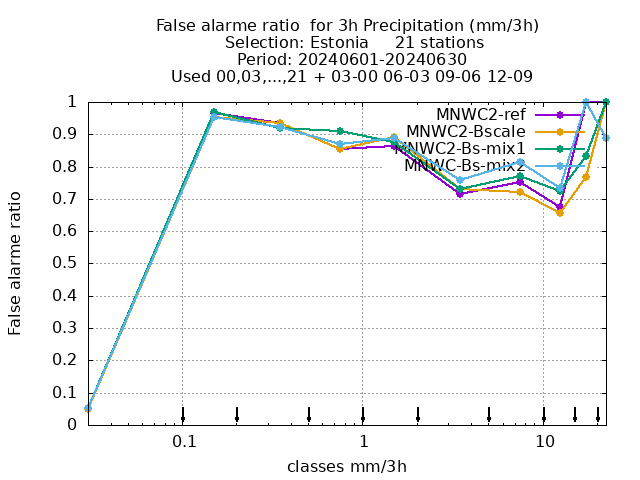 False alarme ratio  for 3h Precipitation (mm/3h)
Selection: Estonia     21 stations
Period: 20240601-20240630
Used 00,03,...,21 + 03-00 06-03 09-06 12-09
MNWC2-ref
MNWC2-Bscale
MNWC2-Bs-mix1
MNWC-Bs-mix2
False alarme ratio
1
0.9
0.8
0.7
0.6
0.5
0.4
0.3
0.2
0.1
0
0.1 1 10
classes mm/3h